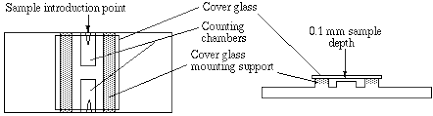 Sample introduction point
Cover glass
Counting
chambers
Cover glass
mounting support
0.1 mm sample
depth